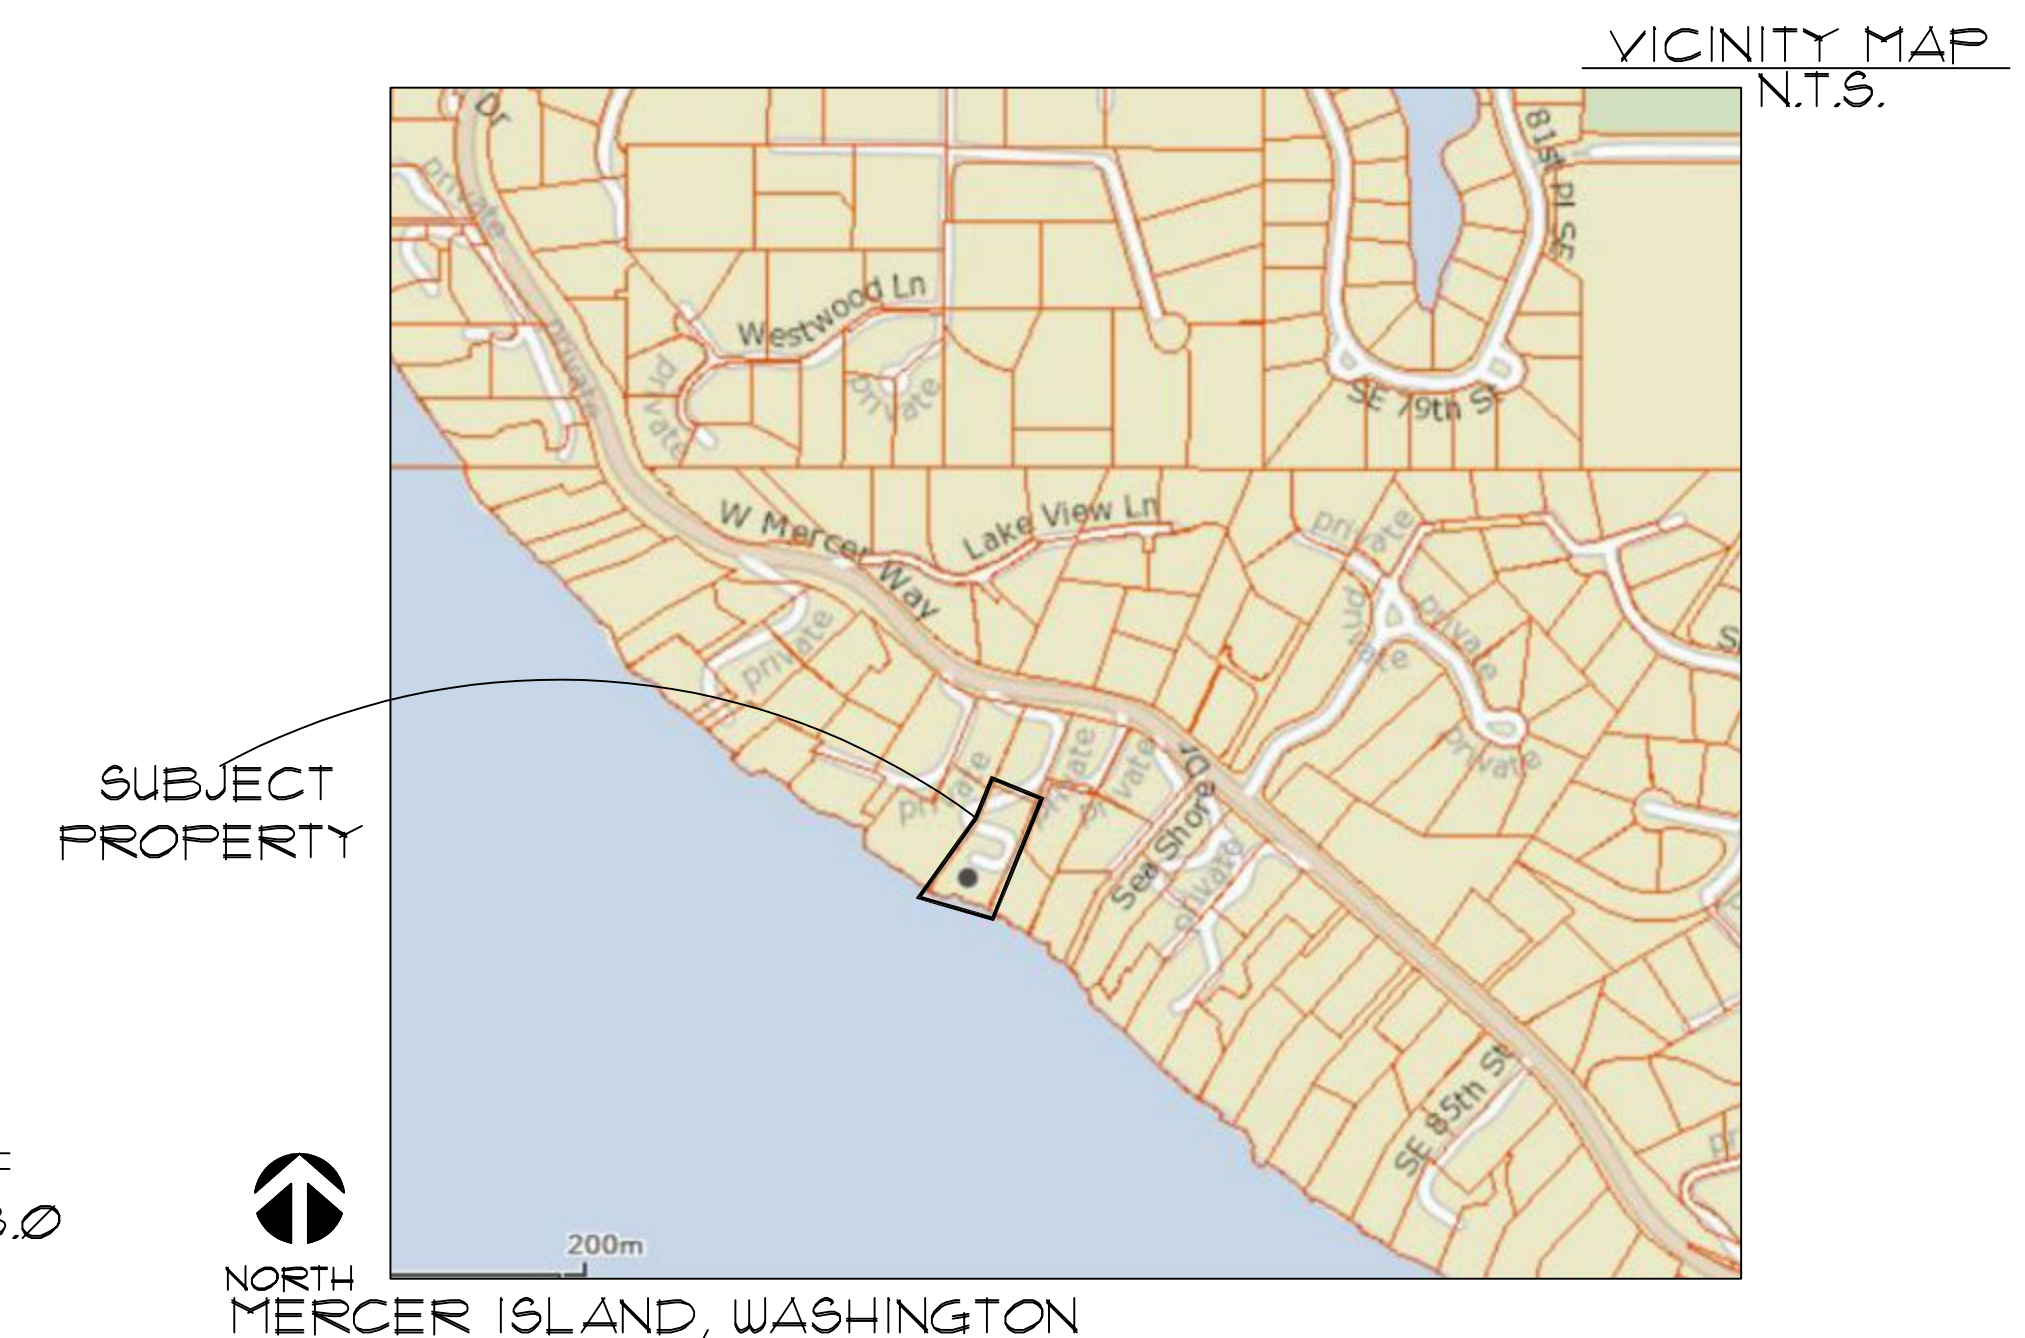 VICINITY MAP
N.T.S.
Dr
private
81st Pl SE
Westwood Ln
private
private
private
SE 79th St
W Mercer Way
Lake View Ln
private
private
private
private
private
private
private
private
private
private
Sea Shore Dr
private
SUBJECT
PROPERTY
SE 85th St
200m
NORTH
MERCER ISLAND, WASHINGTON